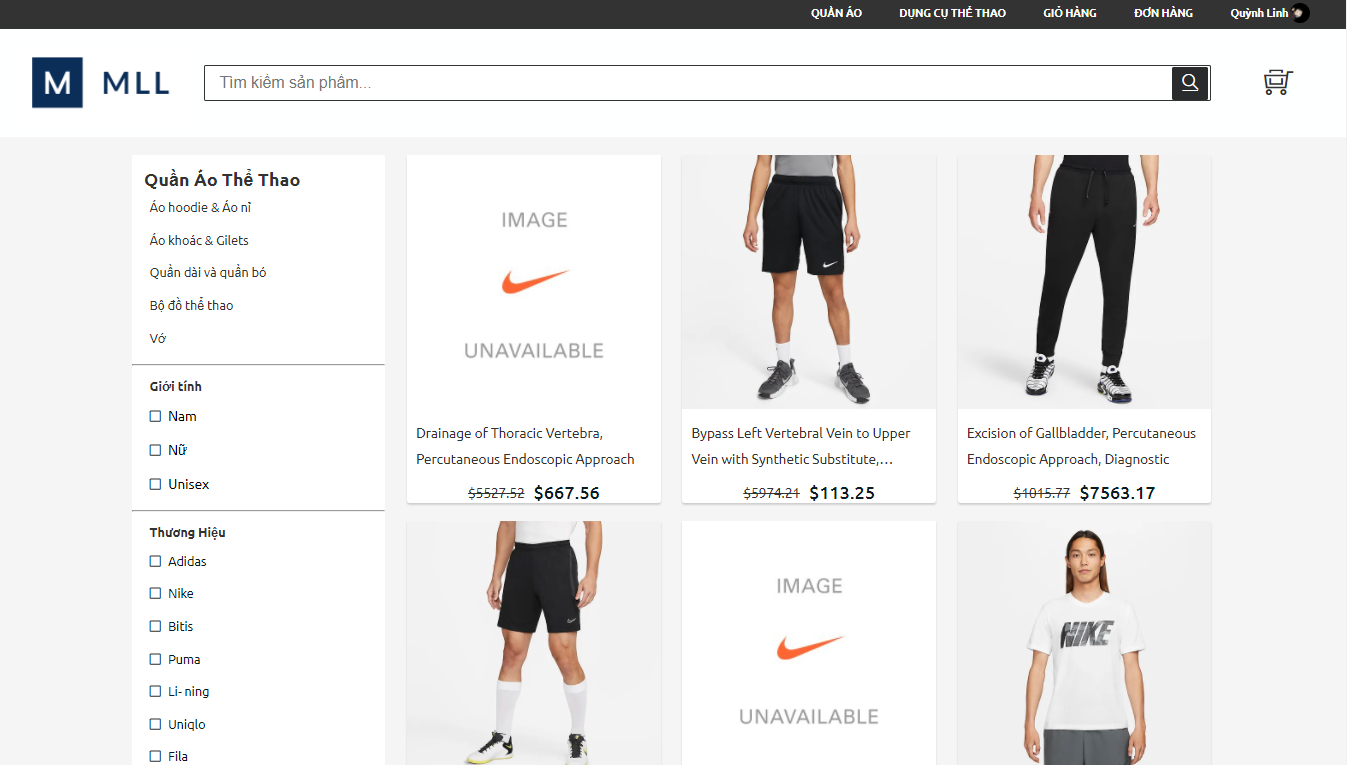 QUẦN ÁO
DỤNG CỤ THỂ THAO
GIỎ HÀNG
ĐƠN HÀNG
Quỳnh Linh
M MLL
Tìm kiếm sản phẩm...
Quần Áo Thể Thao
Áo hoodie & Áo nỉ
Áo khoác & Gilets
Quần dài và quần bó
Bộ đồ thể thao
Vớ
Giới tính
Nam
Nữ
Unisex
Thương Hiệu
Adidas
Nike
Bitis
Puma
Li- ning
Uniqlo
Fila
IMAGE
UNAVAILABLE
Drainage of Thoracic Vertebra,
Percutaneous Endoscopic Approach
$5527.52 $667.56
Bypass Left Vertebral Vein to Upper
Vein with Synthetic Substitute,...
$5974.21 $113.25
Excision of Gallbladder, Percutaneous
Endoscopic Approach, Diagnostic
$1015.77 $7563.17
IMAGE
UNAVAILABLE
NIKE